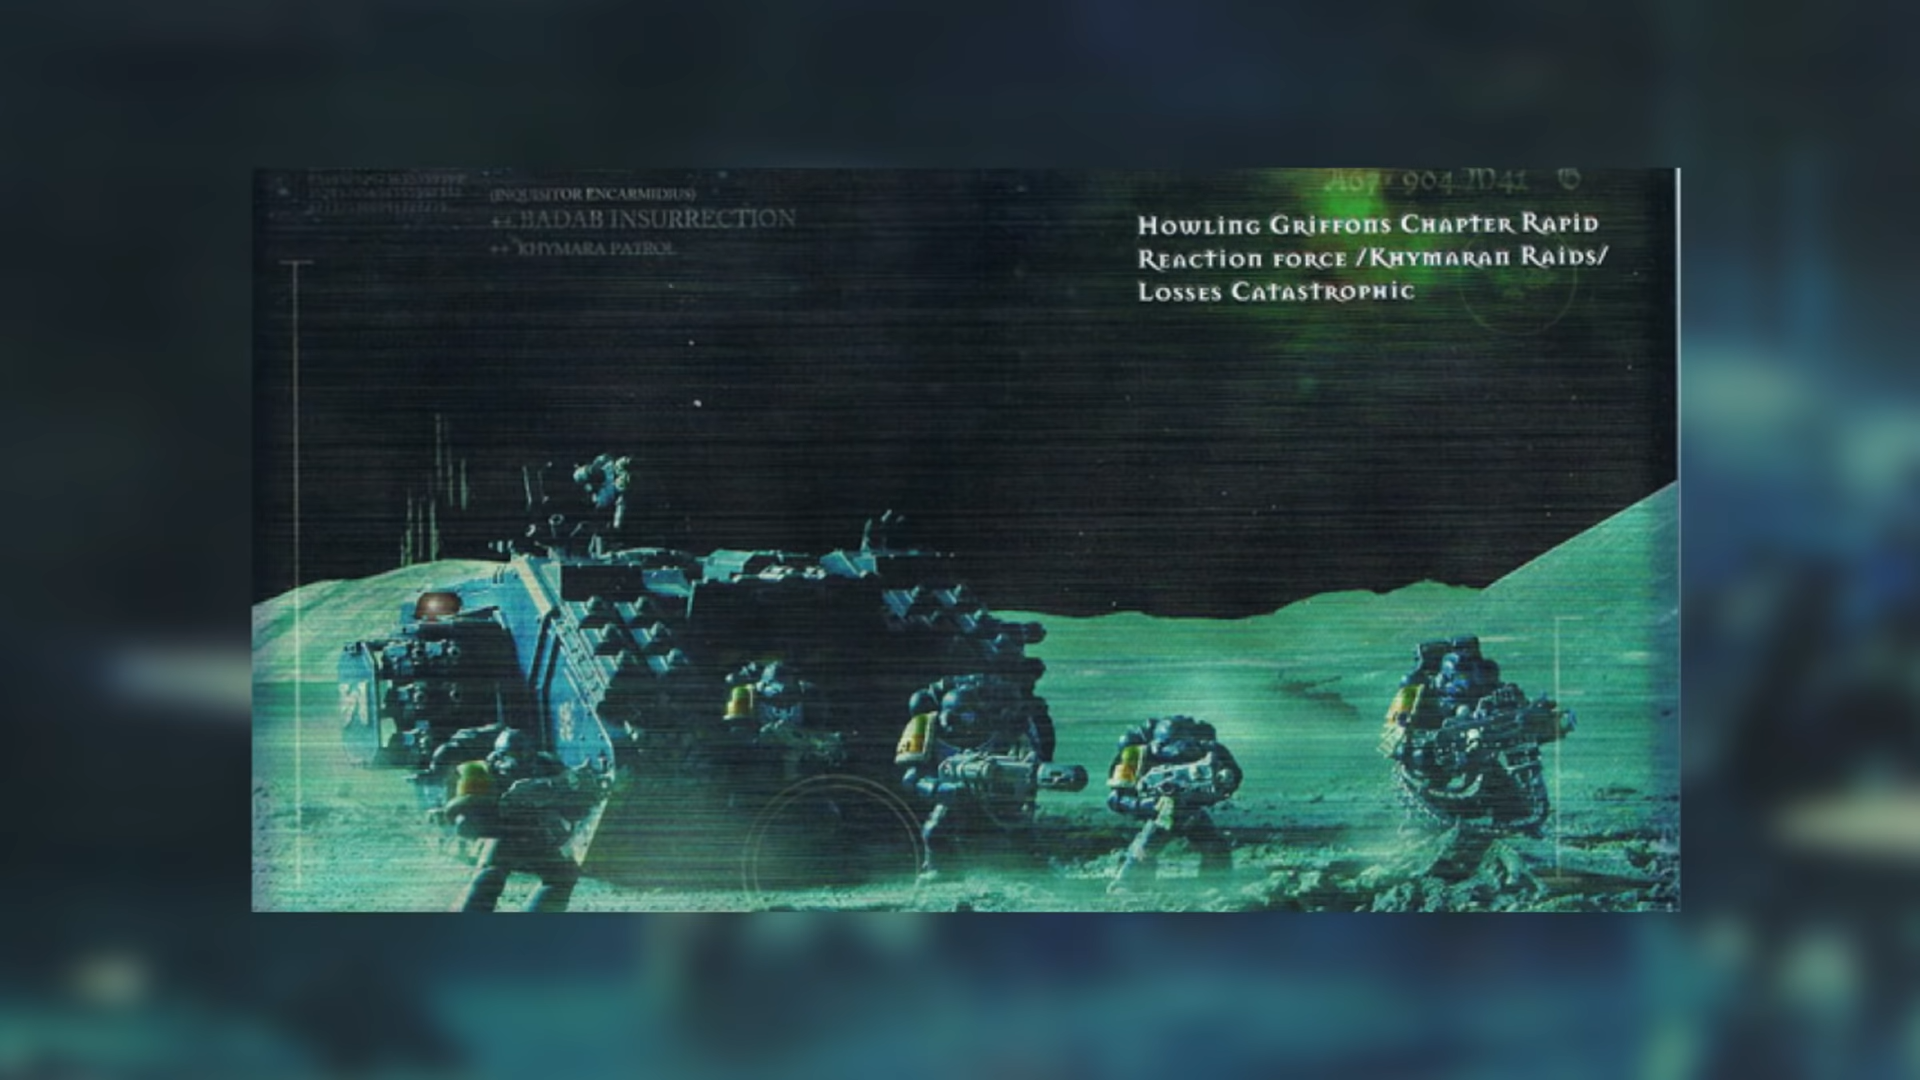 (INQUISITOR ENCARMIDIUS)
++ BADAB INSURRECTION
++ KHYMARA PATROL
904 M41
Howling Griffons Chapter Rapid
Reaction force /Khymaran Raids/
Losses Catastrophic